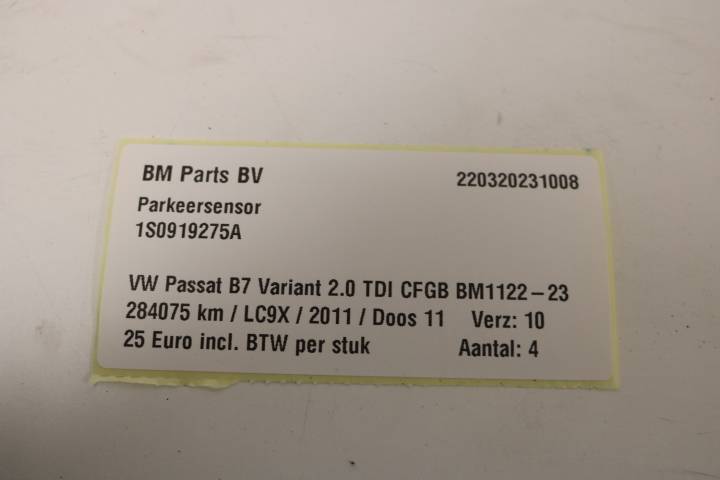 BM Parts BV 220320231008
Parkeersensor
1S0919275A
VW Passat B7 Variant 2.0 TDI CFGB BM1122-23
284075 km / LC9X / 2011 / Doos 11 Verz: 10
25 Euro incl. BTW per stuk Aantal: 4